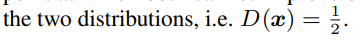 the two distributions, i.e. D(x) = 1/2.